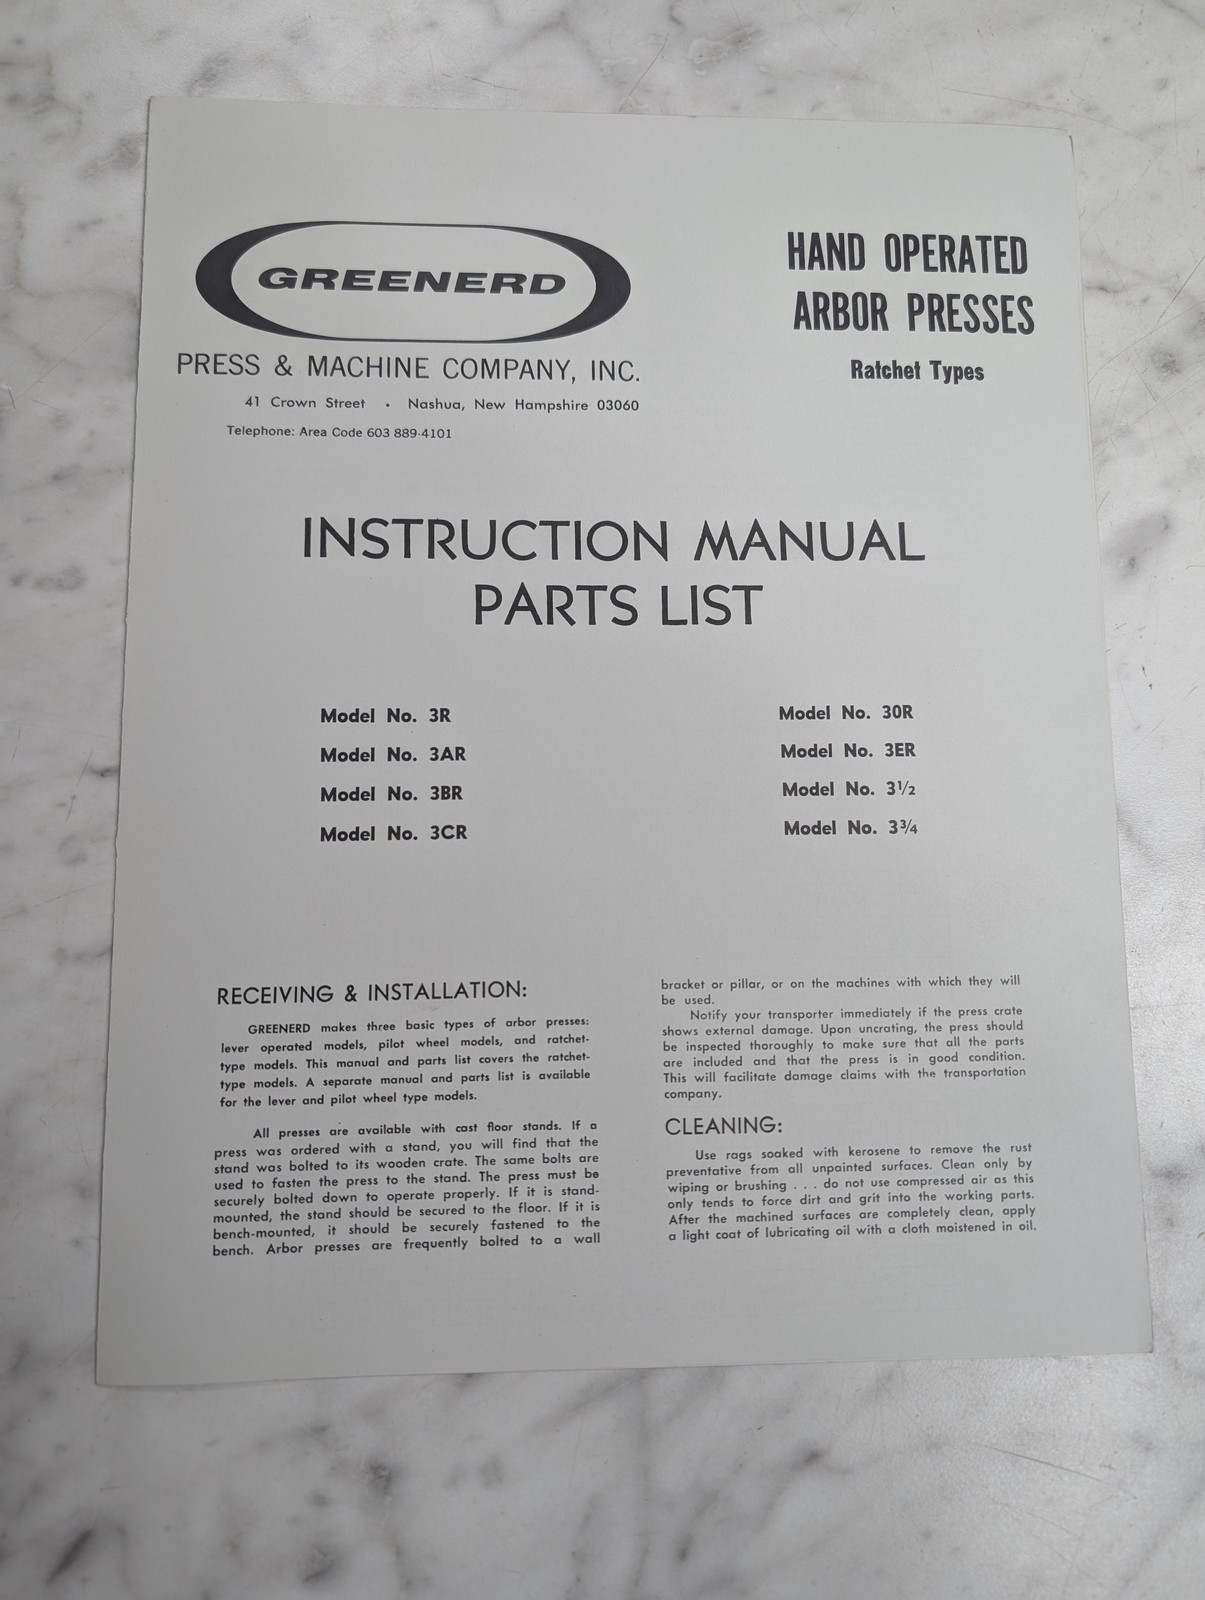 GREENERD
PRESS & MACHINE COMPANY, INC.
41 Crown Street • Nashua, New Hampshire 03060
Telephone: Area Code 603 889-4101
HAND OPERATED
ARBOR PRESSES
Ratchet Types
INSTRUCTION MANUAL
PARTS LIST
Model No. 3R
Model No. 3AR
Model No. 3BR
Model No. 3CR
Model No. 30R
Model No. 3ER
Model No. 3½
Model No. 3¾
RECEIVING & INSTALLATION:
GREENERD makes three basic types of arbor presses:
lever operated models, pilot wheel models, and ratchet-
type models. This manual and parts list covers the ratchet-
type models. A separate manual and parts list is available
for the lever and pilot wheel type models.
All presses are available with cast floor stands. If a
press was ordered with a stand, you will find that the
stand was bolted to its wooden crate. The same bolts are
used to fasten the press to the stand. The press must be
securely bolted down to operate properly. If it is stand-
mounted, the stand should be secured to the floor. If it is
bench-mounted, it should be securely fastened to the
bench. Arbor presses are frequently bolted to a wall
bracket or pillar, or on the machines with which they will
be used.
Notify your transporter immediately if the press crate
shows external damage. Upon uncrating, the press should
be inspected thoroughly to make sure that all the parts
are included and that the press is in good condition.
This will facilitate damage claims with the transportation
company.
CLEANING:
Use rags soaked with kerosene to remove the rust
preventative from all unpainted surfaces. Clean only by
wiping or brushing . . . do not use compressed air as this
only tends to force dirt and grit into the working parts.
After the machined surfaces are completely clean, apply
a light coat of lubricating oil with a cloth moistened in oil.